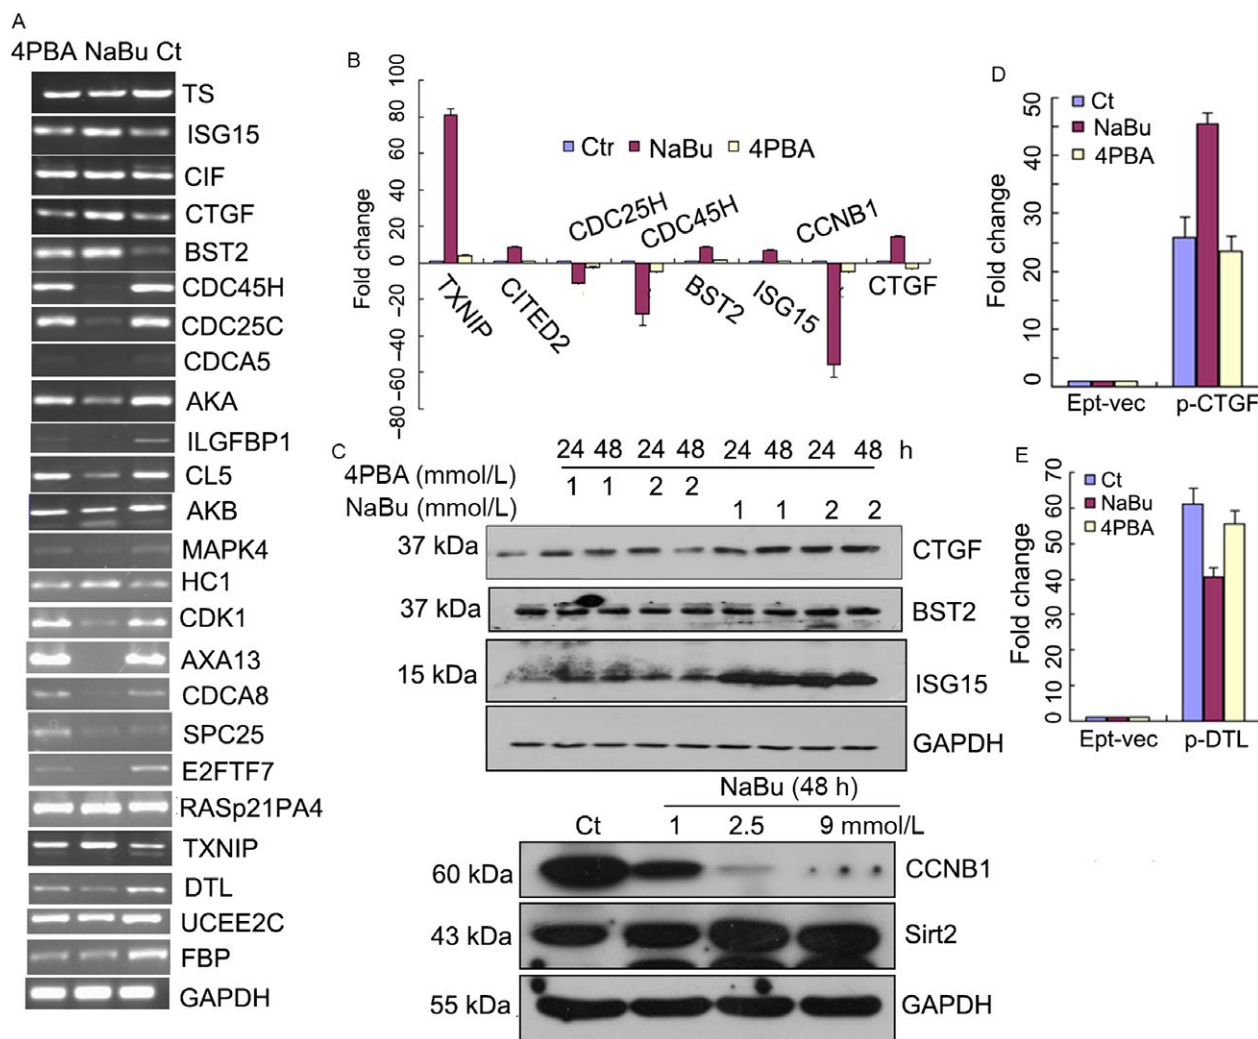 A
4PBA NaBu Ct
TS
ISG15
CIF
CTGF
BST2
CDC45H
CDC25C
CDCA5
AKA
ILGFBP1
CL5
AKB
MAPK4
HC1
CDK1
AXA13
CDCA8
SPC25
E2FTF7
RASp21PA4
TXNIP
DTL
UCEE2C
FBP
GAPDH
B
Fold change
100
80
60
40
20
0
−20
−40
−60
−80
Ctr NaBu 4PBA
TXNIP
CITED2
CDC25H
CDC45H
BST2
ISG15
CCNB1
CTGF
C
24 48 24 48 24 48 24 48 h
4PBA (mmol/L) 1 1 2 2
NaBu (mmol/L) 1 1 2 2
37 kDa CTGF
37 kDa BST2
15 kDa ISG15
GAPDH
NaBu (48 h)
Ct 1 2.5 9 mmol/L
60 kDa CCNB1
43 kDa Sirt2
55 kDa GAPDH
D
Fold change
50
40
30
20
10
0
Ct
NaBu
4PBA
Ept-vec p-CTGF
E
Fold change
70
60
50
40
30
20
10
0
Ct
NaBu
4PBA
Ept-vec p-DTL